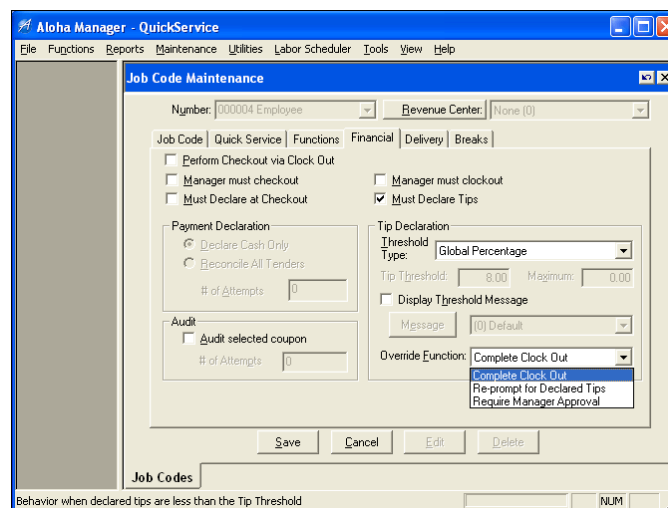 Aloha Manager - QuickService
File Functions Reports Maintenance Utilities Labor Scheduler Tools View Help
Job Code Maintenance
Number: 000004 Employee Revenue Center: None (0)
Job Code Quick Service Functions Financial Delivery Breaks
Perform Checkout via Clock Out
Manager must checkout Manager must clockout
Must Declare at Checkout Must Declare Tips
Payment Declaration
Declare Cash Only
Reconcile All Tenders
# of Attempts 0
Tip Declaration
Threshold Type: Global Percentage
Tip Threshold: 8.00 Maximum: 0.00
Display Threshold Message
Message (0) Default
Audit
Audit selected coupon
# of Attempts 0
Override Function: Complete Clock Out
Complete Clock Out
Re-prompt for Declared Tips
Require Manager Approval
Save Cancel Edit Delete
Job Codes
Behavior when declared tips are less than the Tip Threshold NUM